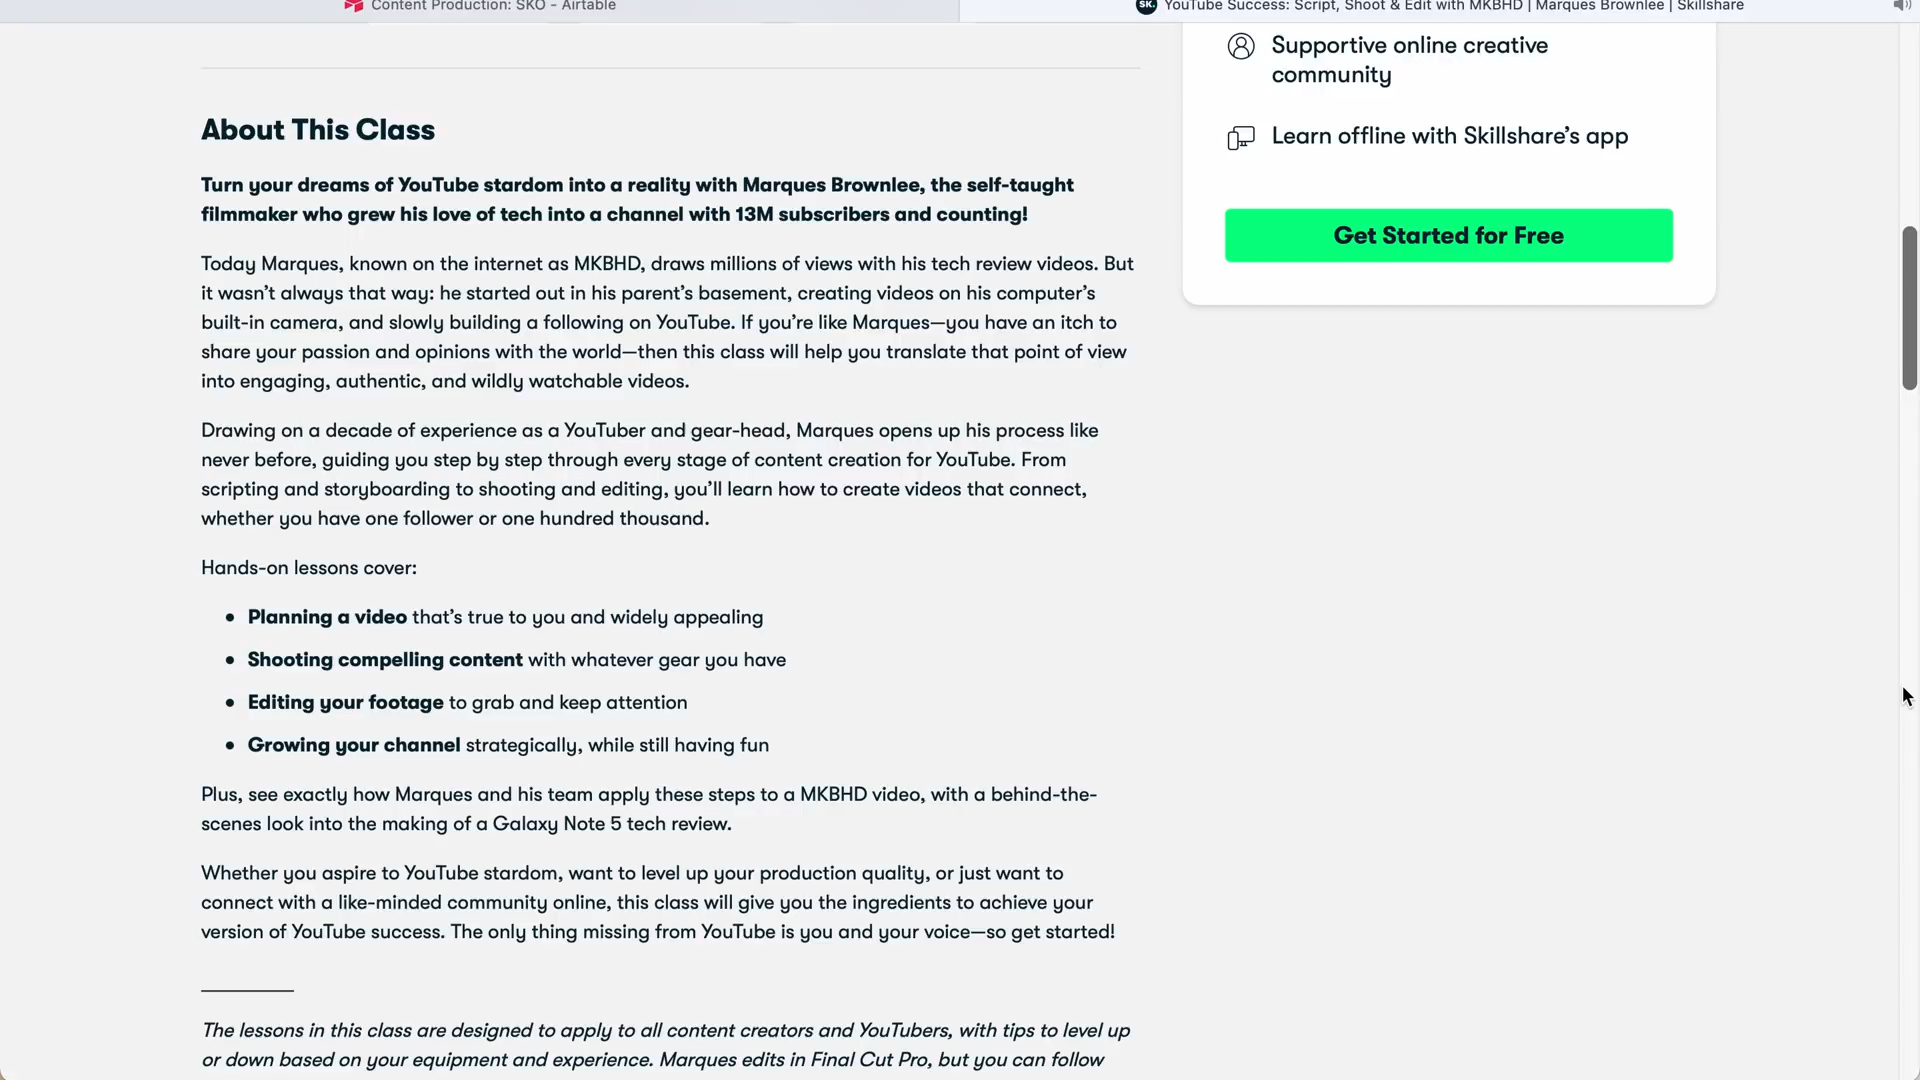 Content Production: SKO - Airtable
SK.
YouTube Success: Script, Shoot & Edit with MKBHD | Marques Brownlee | Skillshare
Supportive online creative
community
Learn offline with Skillshare’s app
Get Started for Free
About This Class
Turn your dreams of YouTube stardom into a reality with Marques Brownlee, the self-taught
filmmaker who grew his love of tech into a channel with 13M subscribers and counting!
Today Marques, known on the internet as MKBHD, draws millions of views with his tech review videos. But
it wasn’t always that way: he started out in his parent’s basement, creating videos on his computer’s
built-in camera, and slowly building a following on YouTube. If you’re like Marques—you have an itch to
share your passion and opinions with the world—then this class will help you translate that point of view
into engaging, authentic, and wildly watchable videos.
Drawing on a decade of experience as a YouTuber and gear-head, Marques opens up his process like
never before, guiding you step by step through every stage of content creation for YouTube. From
scripting and storyboarding to shooting and editing, you’ll learn how to create videos that connect,
whether you have one follower or one hundred thousand.
Hands-on lessons cover:
• Planning a video that’s true to you and widely appealing
• Shooting compelling content with whatever gear you have
• Editing your footage to grab and keep attention
• Growing your channel strategically, while still having fun
Plus, see exactly how Marques and his team apply these steps to a MKBHD video, with a behind-the-
scenes look into the making of a Galaxy Note 5 tech review.
Whether you aspire to YouTube stardom, want to level up your production quality, or just want to
connect with a like-minded community online, this class will give you the ingredients to achieve your
version of YouTube success. The only thing missing from YouTube is you and your voice—so get started!
The lessons in this class are designed to apply to all content creators and YouTubers, with tips to level up
or down based on your equipment and experience. Marques edits in Final Cut Pro, but you can follow